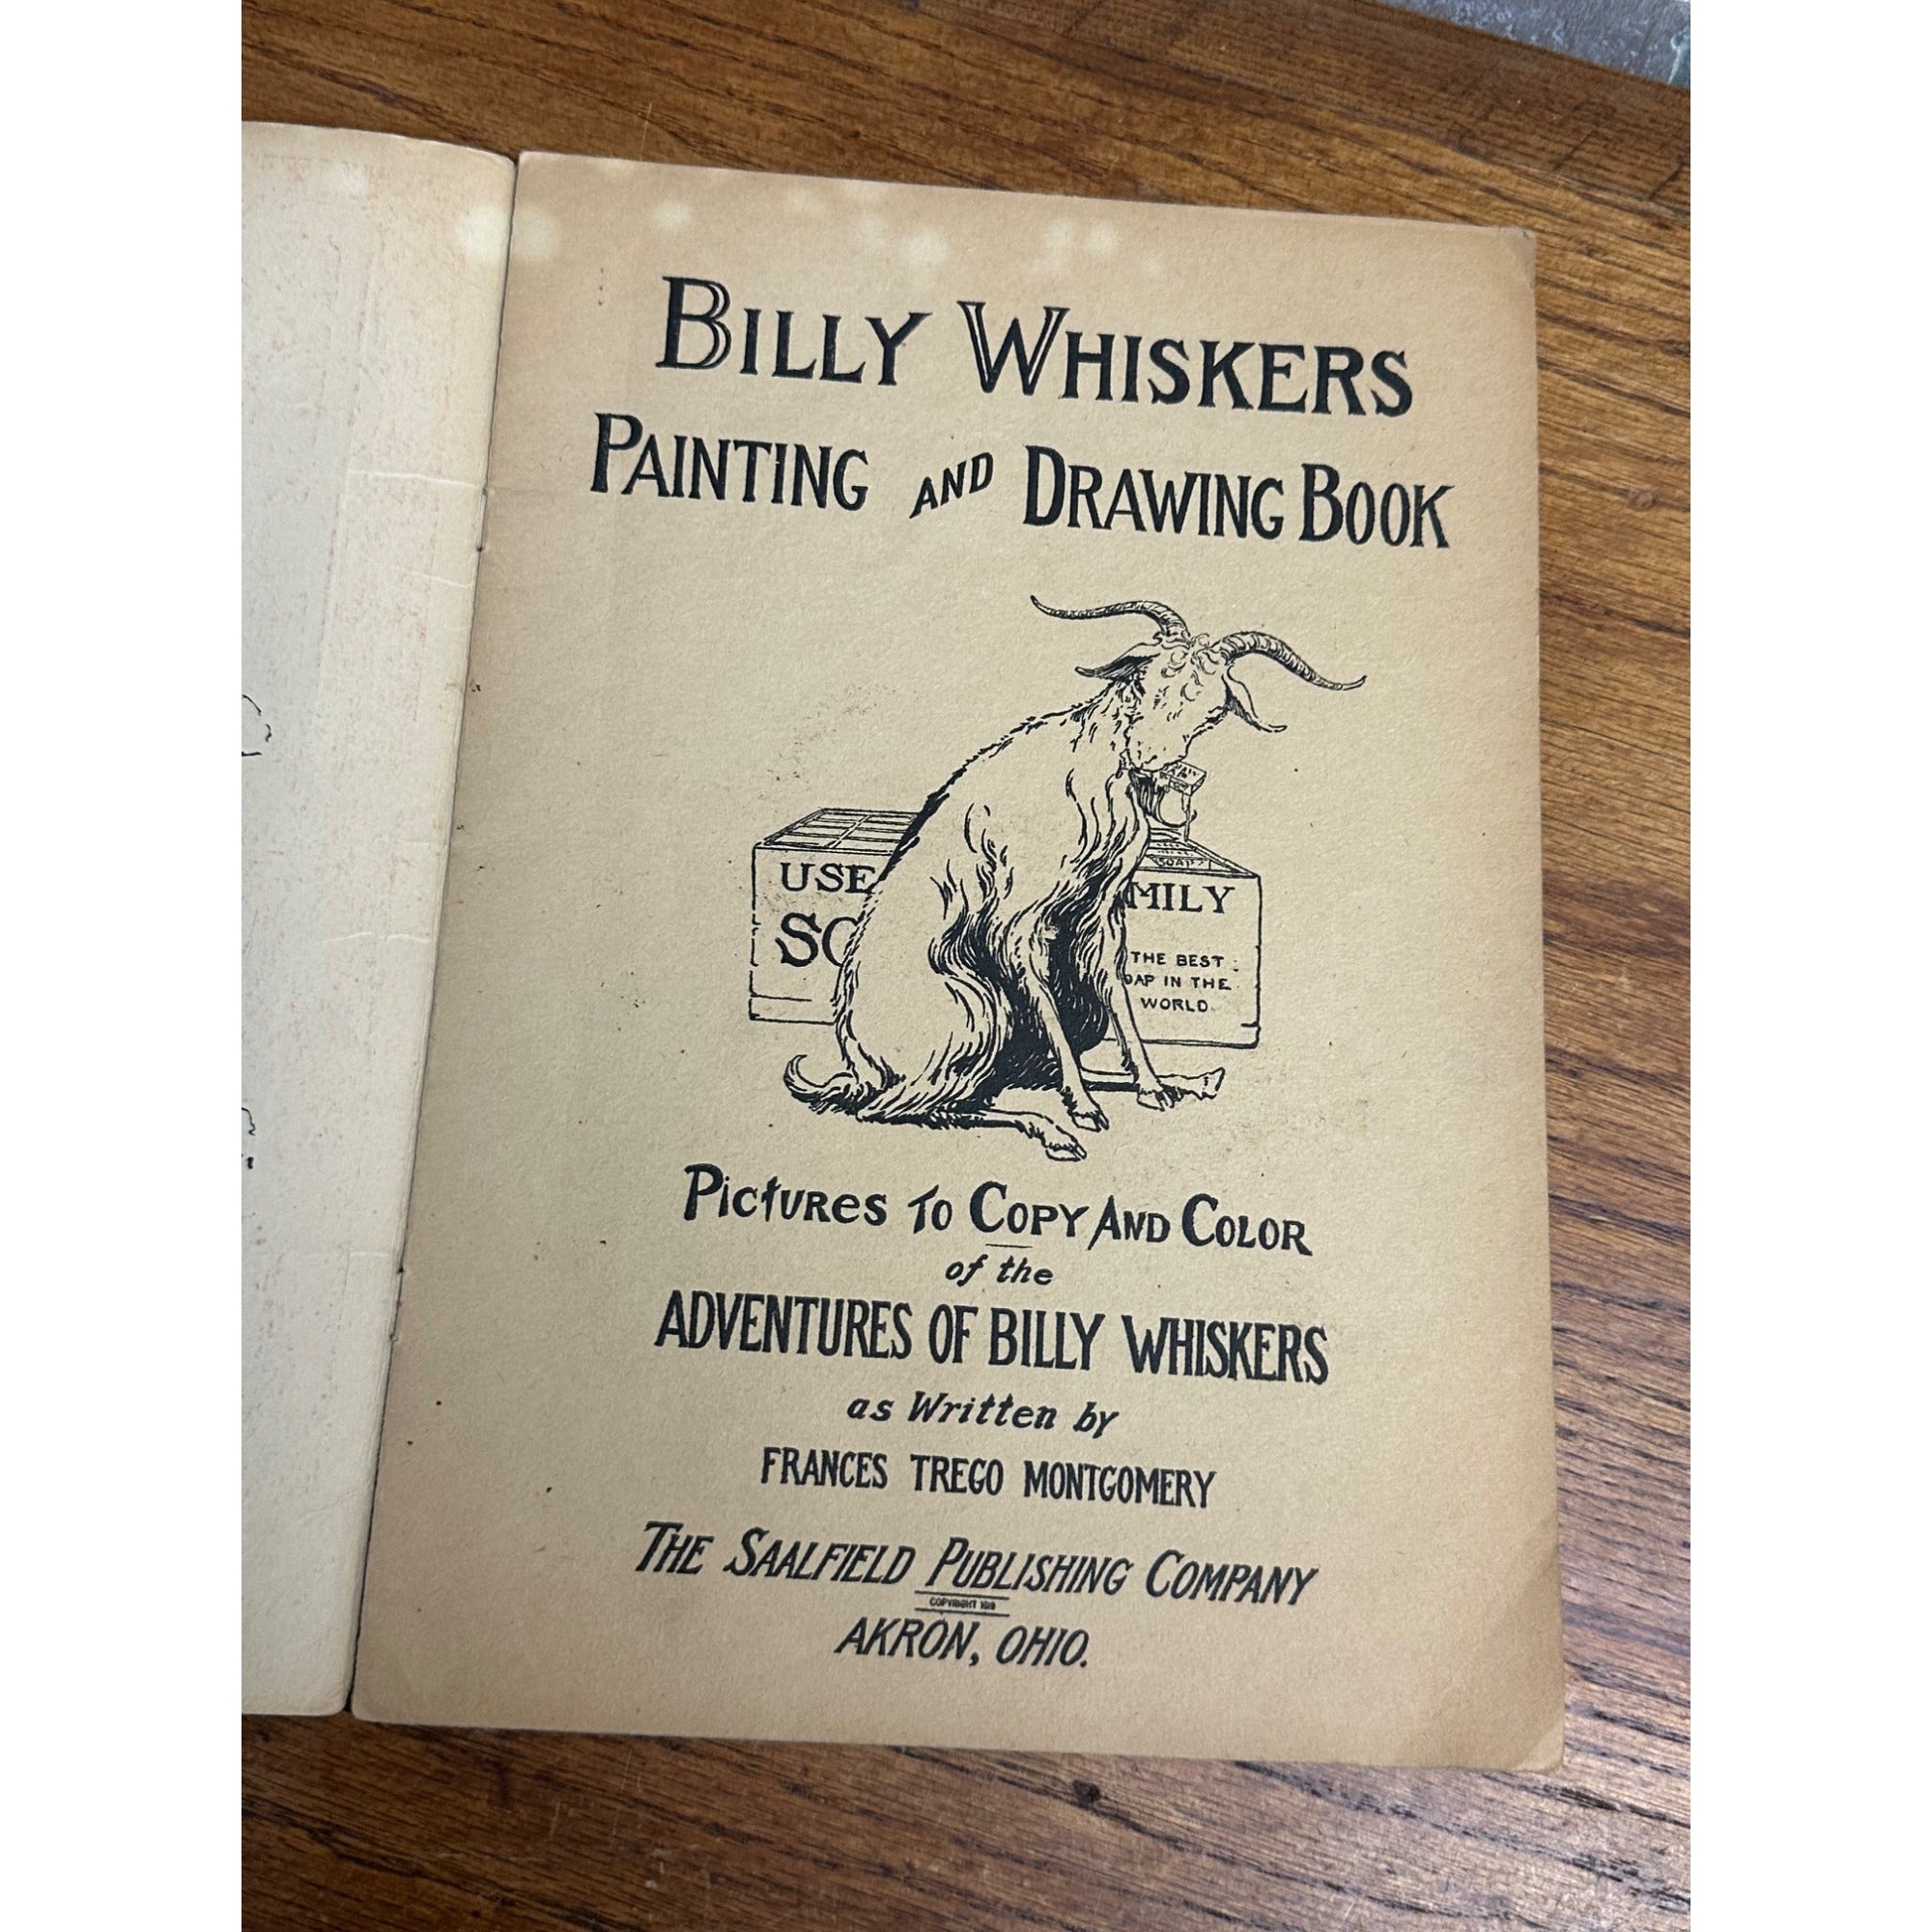 BILLY WHISKERS
PAINTING AND DRAWING BOOK
USE
SO
SOAP
MILY
THE BEST
OAP IN THE
WORLD
PICTURES TO COPY AND COLOR
of the
ADVENTURES OF BILLY WHISKERS
as Written by
FRANCES TREGO MONTGOMERY
THE SAALFIELD PUBLISHING COMPANY
COPYRIGHT
AKRON, OHIO.